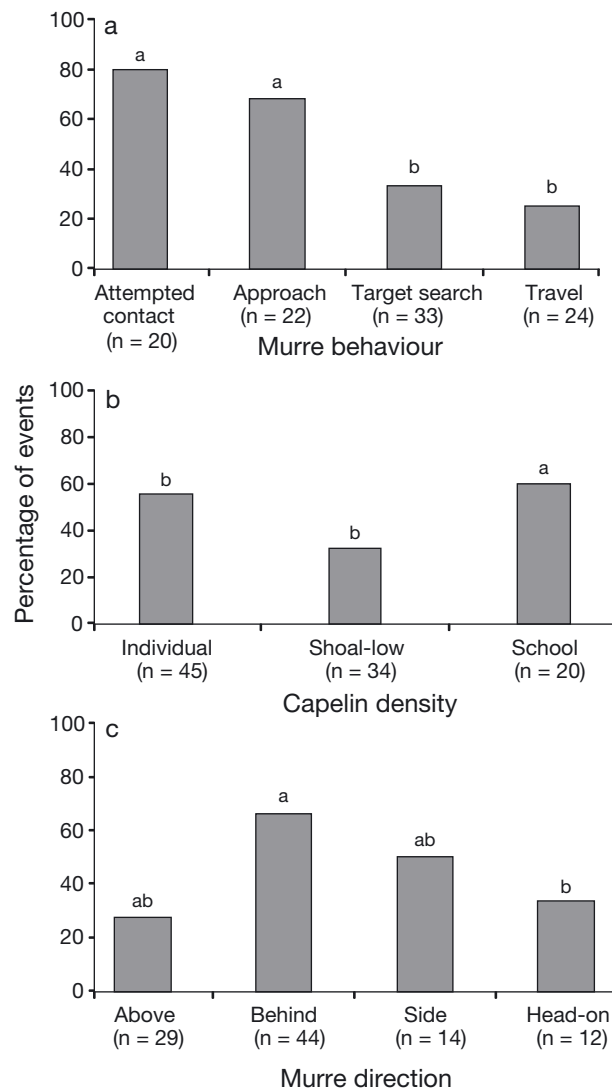 a
100
80
60
40
20
0
a
a
b
b
Attempted contact (n = 20)
Approach (n = 22)
Target search (n = 33)
Travel (n = 24)
Murre behaviour
Percentage of events
b
100
80
60
40
20
0
b
b
a
Individual (n = 45)
Shoal-low (n = 34)
School (n = 20)
Capelin density
c
100
80
60
40
20
0
ab
a
ab
b
Above (n = 29)
Behind (n = 44)
Side (n = 14)
Head-on (n = 12)
Murre direction